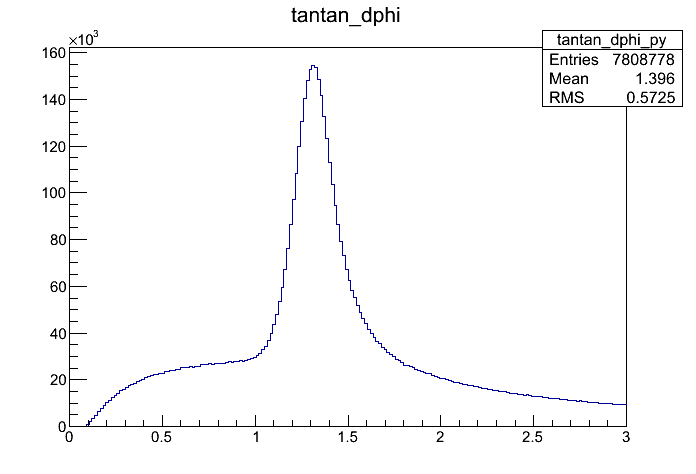 tantan_dphi
×10³
tantan_dphi_py
Entries 7808778
Mean 1.396
RMS 0.5725
160
140
120
100
80
60
40
20
0
0 0.5 1 1.5 2 2.5 3